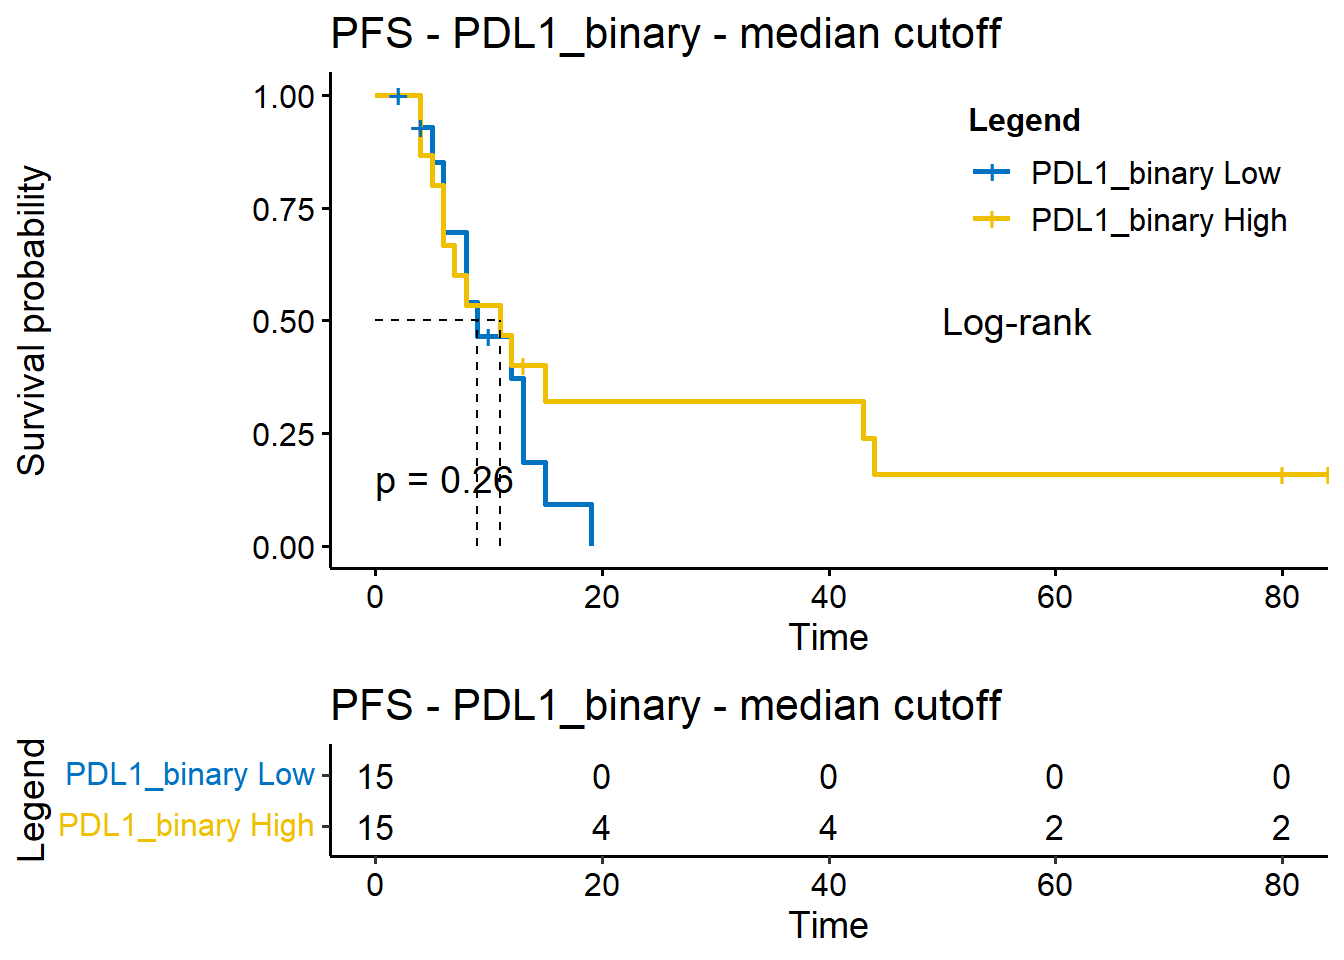 PFS - PDL1_binary - median cutoff
Survival probability
1.00
0.75
0.50
0.25
0.00
Legend
PDL1_binary Low
PDL1_binary High
Log-rank
p = 0.26
0 20 40 60 80
Time
PFS - PDL1_binary - median cutoff
Legend
PDL1_binary Low 15 0 0 0 0
PDL1_binary High 15 4 4 2 2
0 20 40 60 80
Time